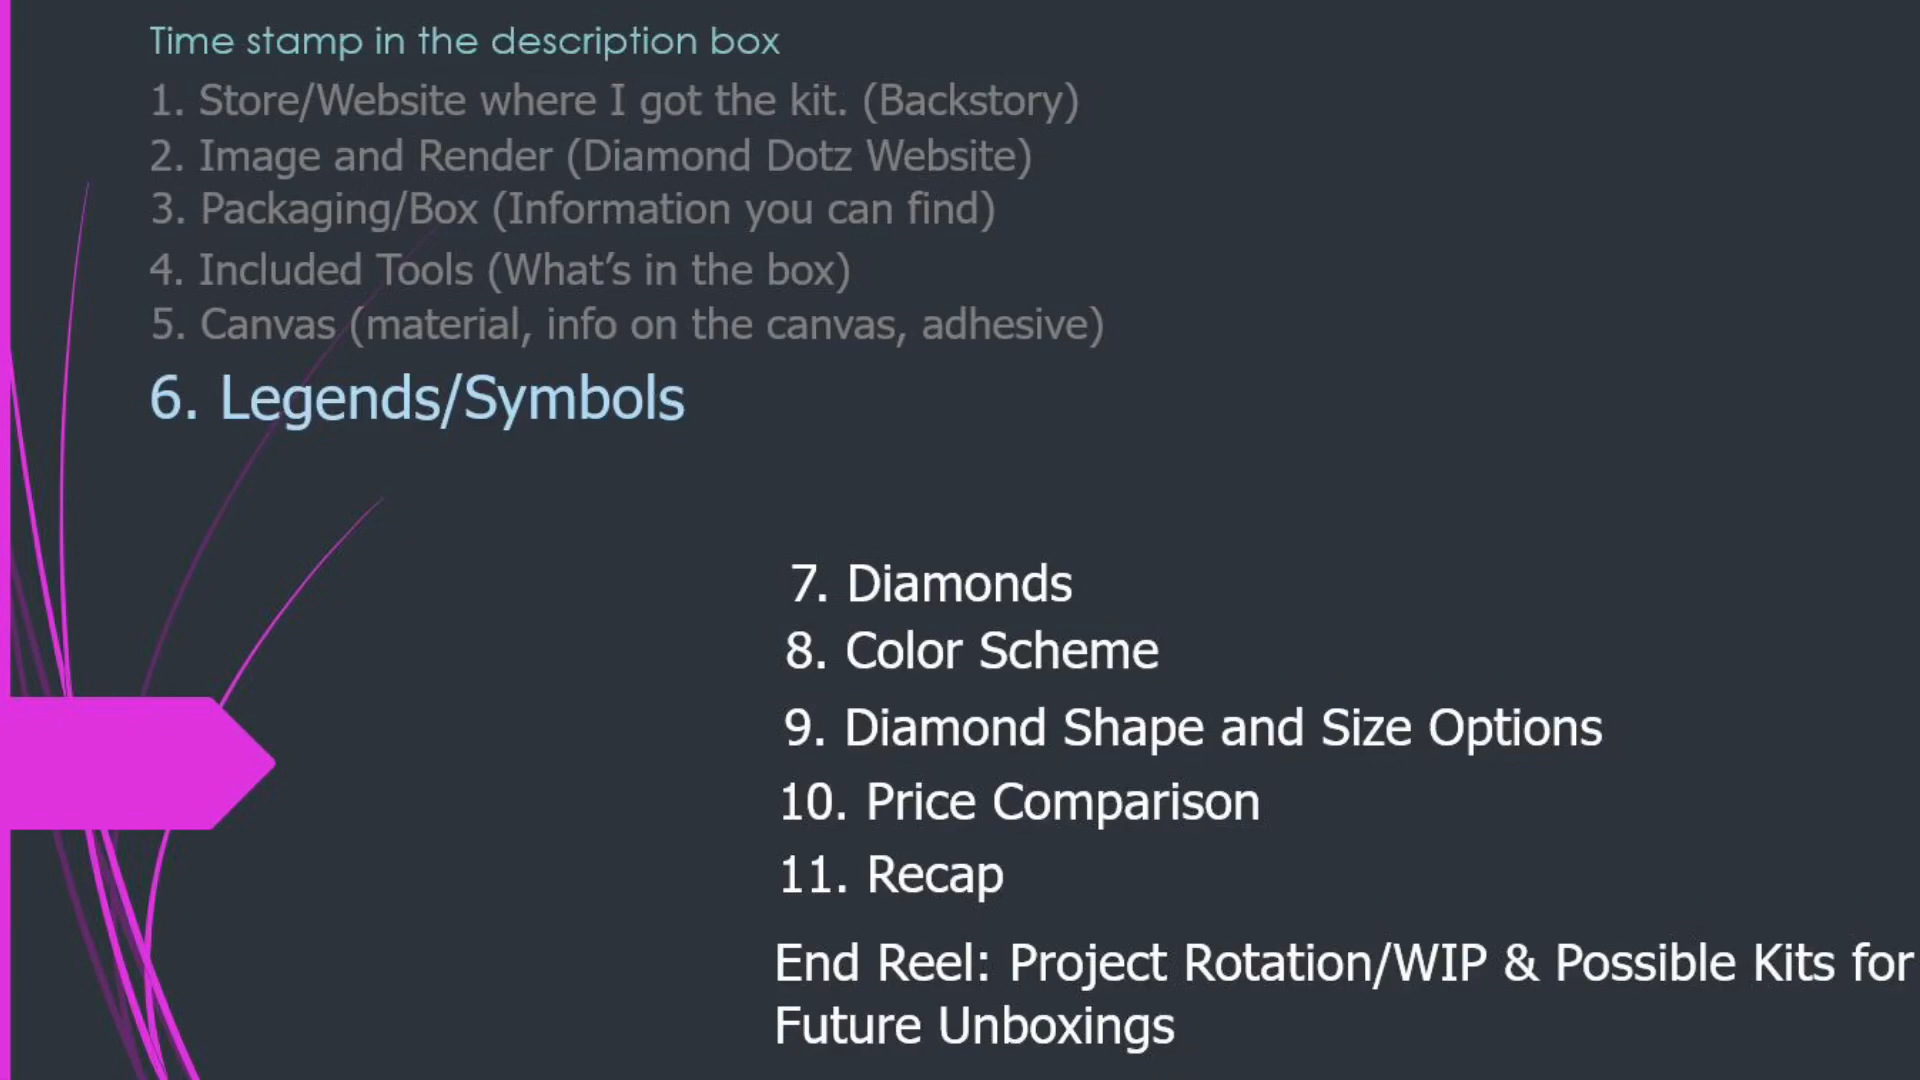 Time stamp in the description box
1. Store/Website where I got the kit. (Backstory)
2. Image and Render (Diamond Dotz Website)
3. Packaging/Box (Information you can find)
4. Included Tools (What's in the box)
5. Canvas (material, info on the canvas, adhesive)
6. Legends/Symbols
7. Diamonds
8. Color Scheme
9. Diamond Shape and Size Options
10. Price Comparison
11. Recap
End Reel: Project Rotation/WIP & Possible Kits for
Future Unboxings